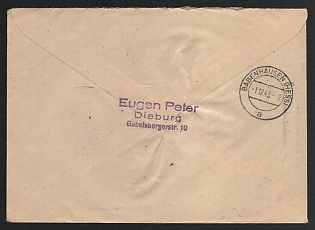 Eugen Peter
Dieburg
Gabelsbergerstr. 10
BABENHAUSEN (HESS)
a